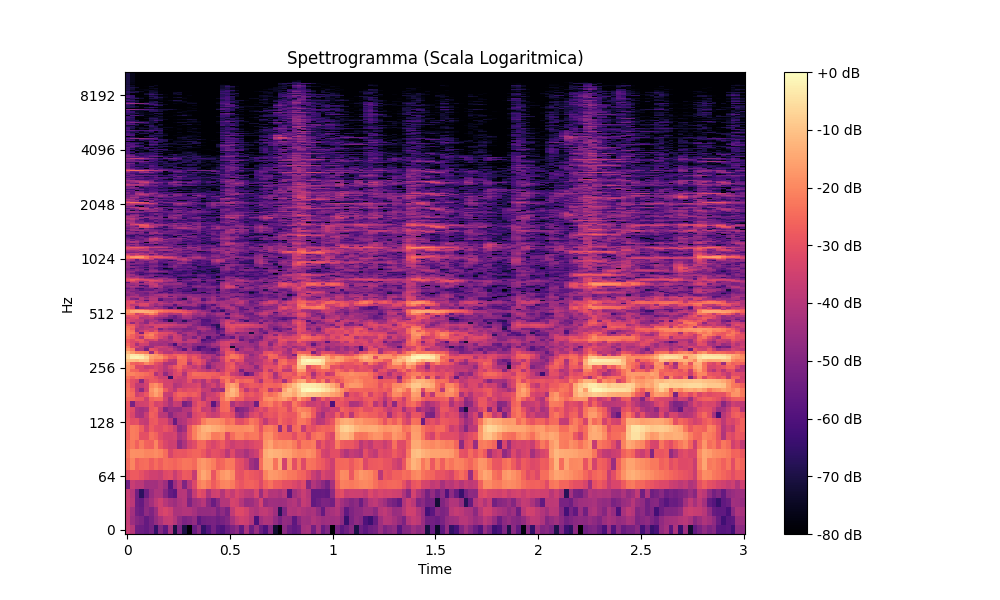 Spettrogramma (Scala Logaritmica)
+0 dB
8192
-10 dB
4096
-20 dB
2048
-30 dB
1024
Hz
512
-40 dB
256
-50 dB
128
-60 dB
64
-70 dB
0
-80 dB
0 0.5 1 1.5 2 2.5 3
Time